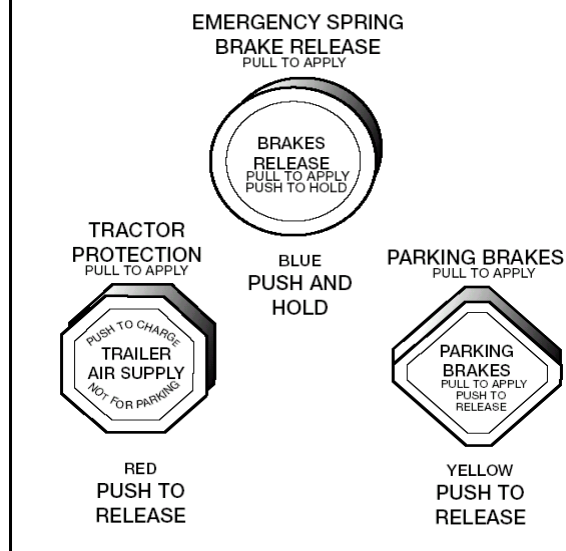 EMERGENCY SPRING
BRAKE RELEASE
PULL TO APPLY
BRAKES
RELEASE
PULL TO APPLY
PUSH TO HOLD
BLUE
PUSH AND
HOLD
TRACTOR
PROTECTION
PULL TO APPLY
PUSH TO CHARGE
TRAILER
AIR SUPPLY
NOT FOR PARKING
RED
PUSH TO
RELEASE
PARKING BRAKES
PULL TO APPLY
PARKING
BRAKES
PULL TO APPLY
PUSH TO
RELEASE
YELLOW
PUSH TO
RELEASE